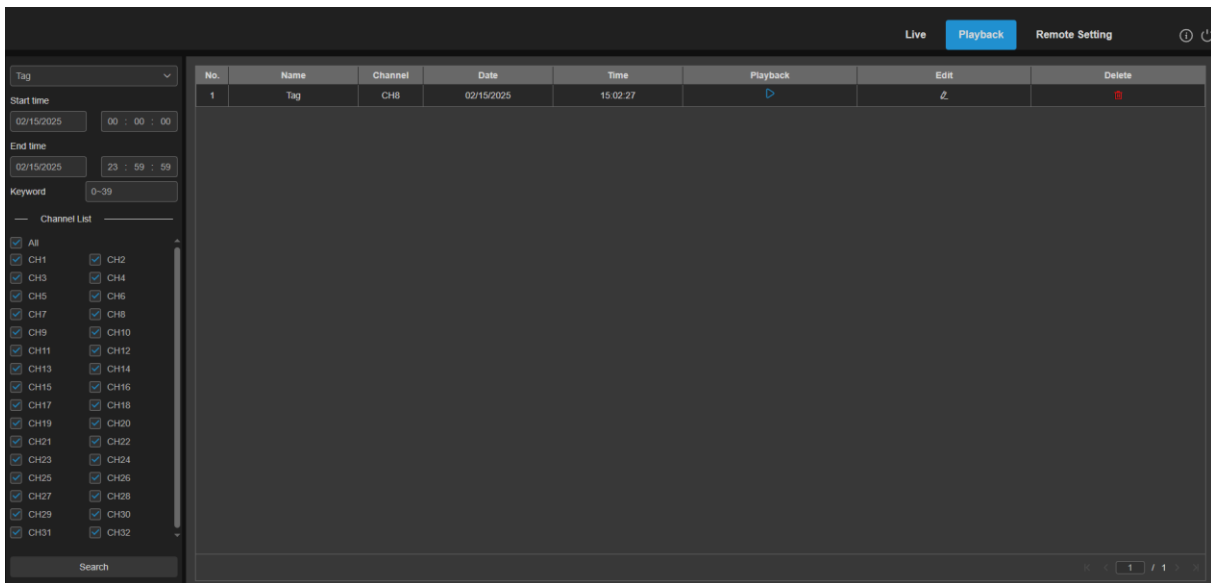 Live Playback Remote Setting
Tag
Start time
02/15/2025 00 : 00 : 00
End time
02/15/2025 23 : 59 : 59
Keyword 0~39
Channel List
All
CH1 CH2
CH3 CH4
CH5 CH6
CH7 CH8
CH9 CH10
CH11 CH12
CH13 CH14
CH15 CH16
CH17 CH18
CH19 CH20
CH21 CH22
CH23 CH24
CH25 CH26
CH27 CH28
CH29 CH30
CH31 CH32
Search
No. Name Channel Date Time Playback Edit Delete
1 Tag CH8 02/15/2025 15:02:27
1 / 1